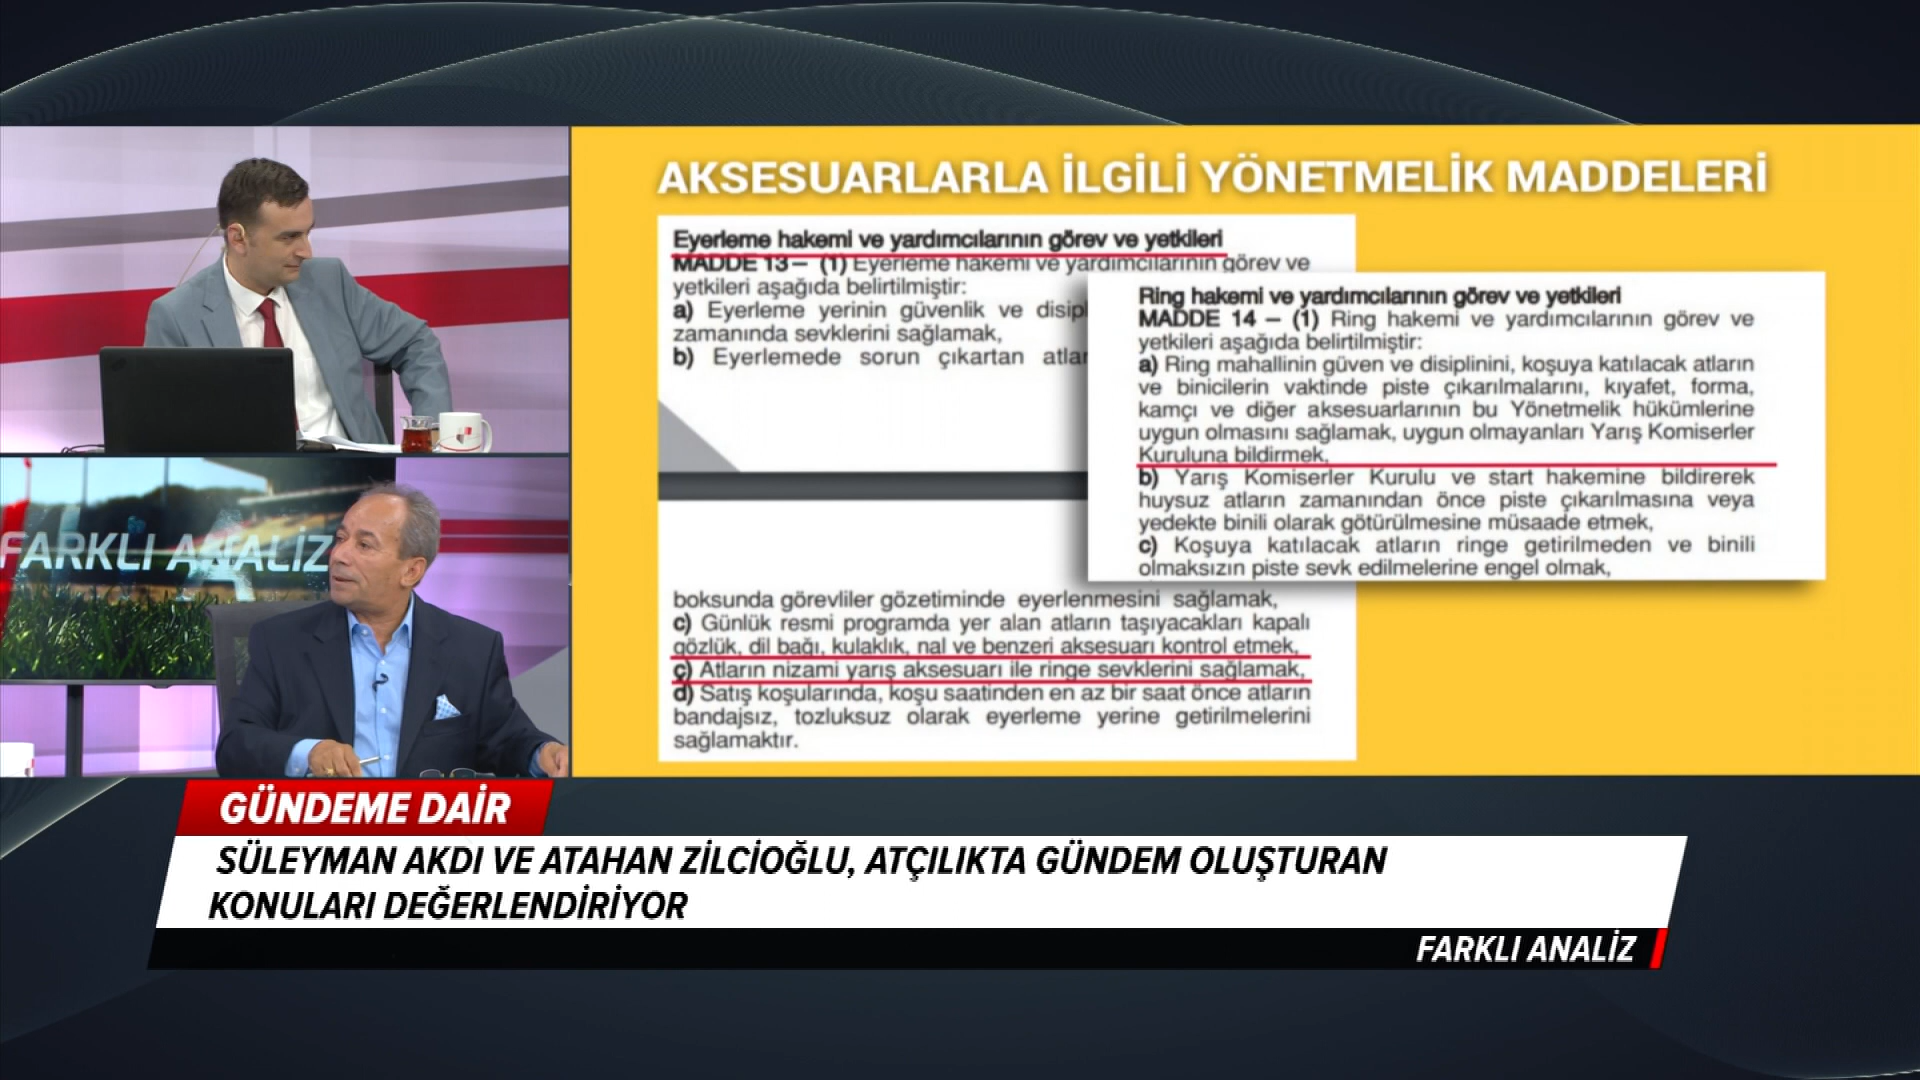 AKSESUARLARLA İLGİLİ YÖNETMELİK MADDELERİ
Eyerleme hakemi ve yardımcılarının görev ve yetkileri
MADDE 13 – (1) Eyerleme hakemi ve yardımcılarının görev ve
yetkileri aşağıda belirtilmiştir:
a) Eyerleme yerinin güvenlik ve disipl
zamanında sevklerini sağlamak,
b) Eyerlemede sorun çıkartan atlar
boksunda görevliler gözetiminde eyerlenmesini sağlamak,
c) Günlük resmi programda yer alan atların taşıyacakları kapalı
gözlük, dil bağı, kulaklık, nal ve benzeri aksesuarı kontrol etmek,
ç) Atların nizami yarış aksesuarı ile ringe sevklerini sağlamak,
d) Satış koşularında, koşu saatinden en az bir saat önce atların
bandajsız, tozluksuz olarak eyerleme yerine getirilmelerini
sağlamaktır.
Ring hakemi ve yardımcılarının görev ve yetkileri
MADDE 14 – (1) Ring hakemi ve yardımcılarının görev ve
yetkileri aşağıda belirtilmiştir:
a) Ring mahallinin güven ve disiplinini, koşuya katılacak atların
ve binicilerin vaktinde piste çıkarılmalarını, kıyafet, forma,
kamçı ve diğer aksesuarlarının bu Yönetmelik hükümlerine
uygun olmasını sağlamak, uygun olmayanları Yarış Komiserler
Kuruluna bildirmek,
b) Yarış Komiserler Kurulu ve start hakemine bildirerek
huysuz atların zamanından önce piste çıkarılmasına veya
yedekte binili olarak götürülmesine müsaade etmek,
c) Koşuya katılacak atların ringe getirilmeden ve binili
olmaksızın piste sevk edilmelerine engel olmak,
FARKLI ANALİZ
GÜNDEME DAİR
SÜLEYMAN AKDI VE ATAHAN ZİLCİOĞLU, ATÇILIKTA GÜNDEM OLUŞTURAN
KONULARI DEĞERLENDİRİYOR
FARKLI ANALİZ